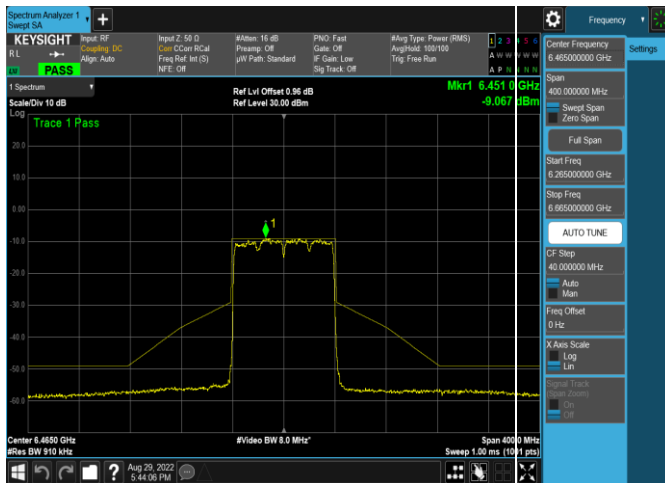 Spectrum Analyzer 1
Swept SA
+
Frequency
Settings
KEYSIGHT
R L
LU
PASS
Input: RF
Coupling: DC
Align: Auto
Input Z: 50 Ω
Corr CCorr RCal
Freq Ref: Int (S)
NFE: Off
#Atten: 16 dB
Preamp: Off
µW Path: Standard
PNO: Fast
Gate: Off
IF Gain: Low
Sig Track: Off
#Avg Type: Power (RMS)
Avg|Hold: 100/100
Trig: Free Run
1 2 3 4 5 6
A W W W W W
A P N N N N
1 Spectrum
Scale/Div 10 dB
Ref Lvl Offset 0.96 dB
Ref Level 30.00 dBm
Mkr1 6.451 0 GHz
-9.067 dBm
Log
Trace 1 Pass
20.0
10.0
0.00
-10.0
-20.0
-30.0
-40.0
-50.0
-60.0
1
Center 6.4650 GHz
#Res BW 910 kHz
#Video BW 8.0 MHz*
Span 400.0 MHz
Sweep 1.00 ms (1001 pts)
Center Frequency
6.465000000 GHz
Span
400.000000 MHz
Swept Span
Zero Span
Full Span
Start Freq
6.265000000 GHz
Stop Freq
6.665000000 GHz
AUTO TUNE
CF Step
40.000000 MHz
Auto
Man
Freq Offset
0 Hz
X Axis Scale
Log
Lin
Signal Track
(Span Zoom)
On
Off
?
Aug 29, 2022
5:44:06 PM